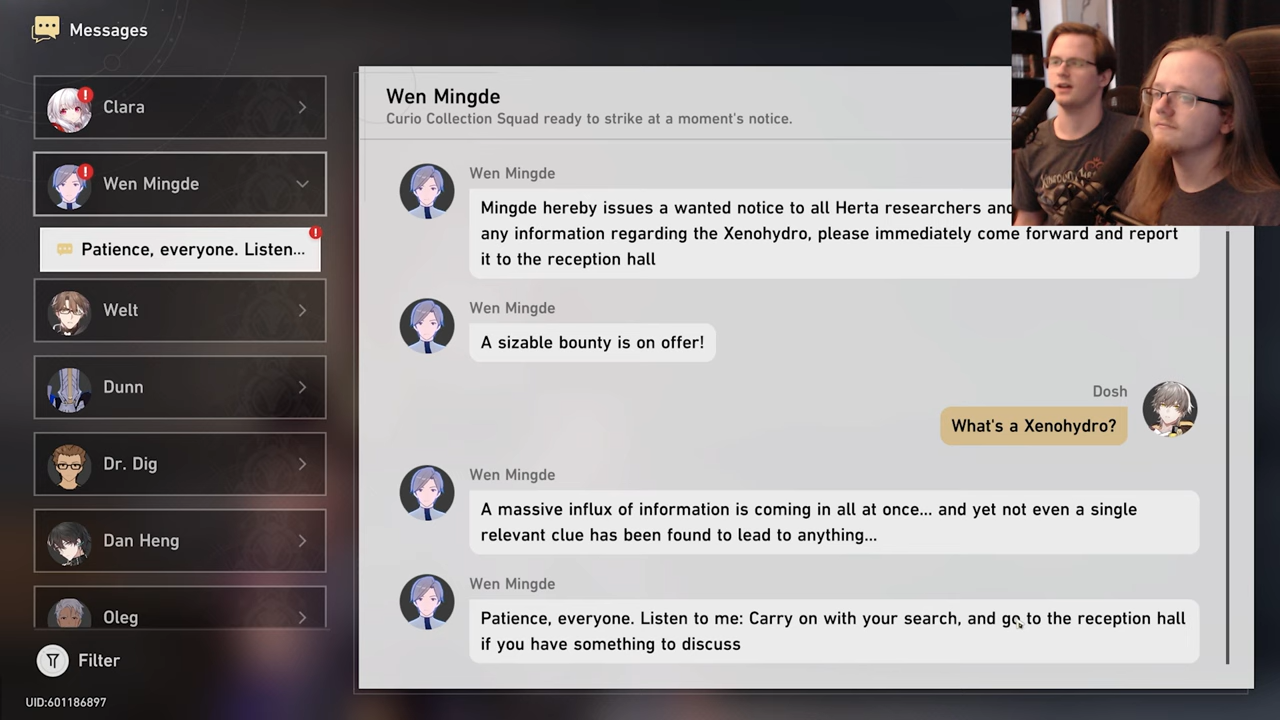 Messages
Clara
Wen Mingde
Patience, everyone. Listen...
Welt
Dunn
Dr. Dig
Dan Heng
Oleg
Filter
UID:601186897
Wen Mingde
Curio Collection Squad ready to strike at a moment's notice.
Wen Mingde
Mingde hereby issues a wanted notice to all Herta researchers and
any information regarding the Xenohydro, please immediately come forward and report
it to the reception hall
Wen Mingde
A sizable bounty is on offer!
Dosh
What's a Xenohydro?
Wen Mingde
A massive influx of information is coming in all at once... and yet not even a single
relevant clue has been found to lead to anything...
Wen Mingde
Patience, everyone. Listen to me: Carry on with your search, and go to the reception hall
if you have something to discuss